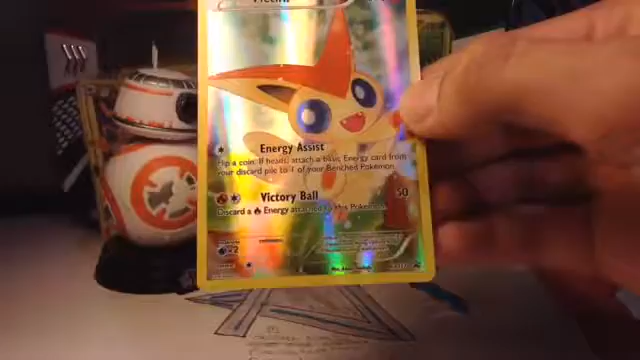 Victini
Energy Assist
Flip a coin. If heads, attach a basic Energy card from
your discard pile to 1 of your Benched Pokémon.
Victory Ball 50
Discard a Energy attached to this Pokémon.
×2